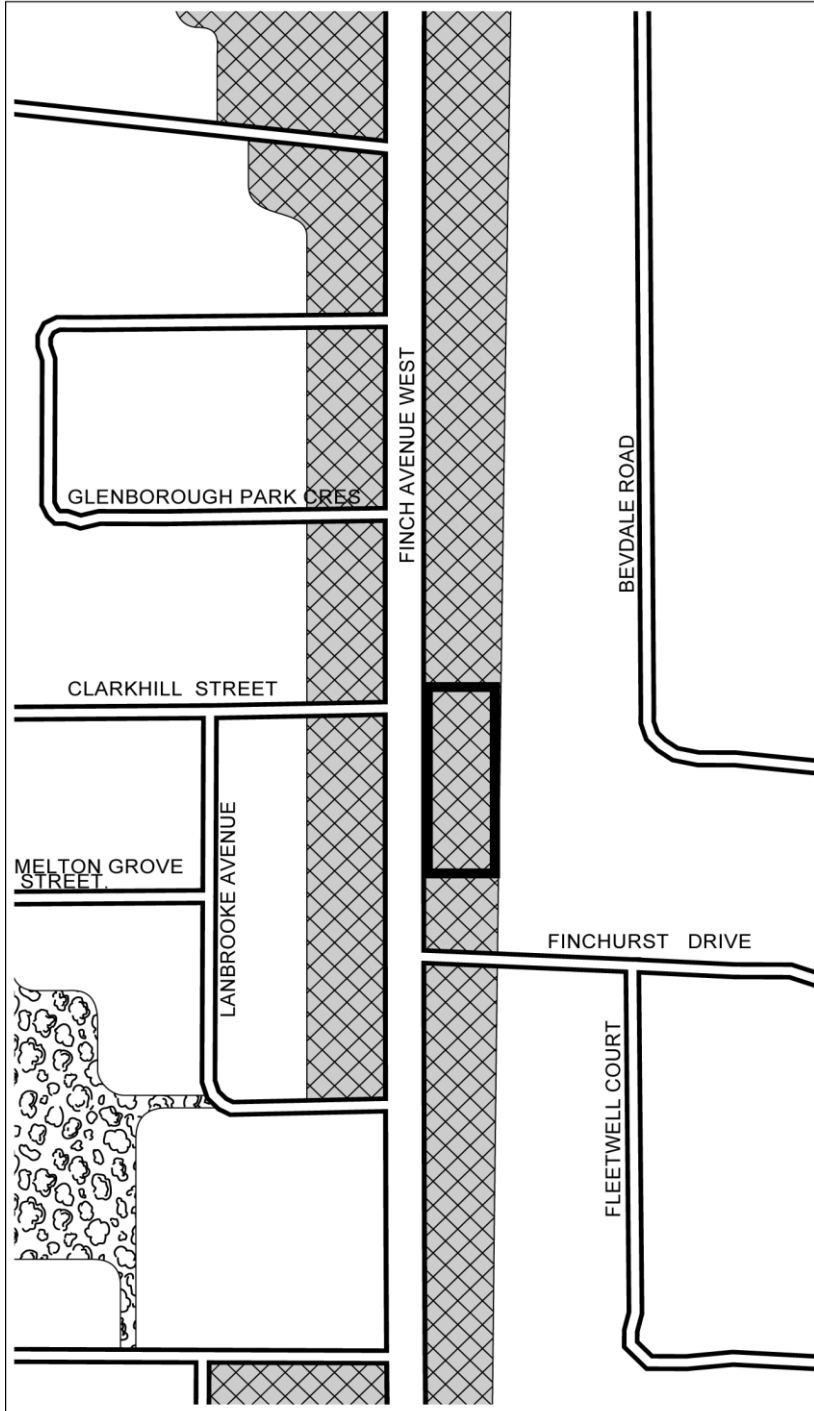 FINCH AVENUE WEST
BEVDALE ROAD
GLENBOROUGH PARK CRES
CLARKHILL STREET
LANBROOKE AVENUE
MELTON GROVE
STREET.
FINCHURST DRIVE
FLEETWELL COURT